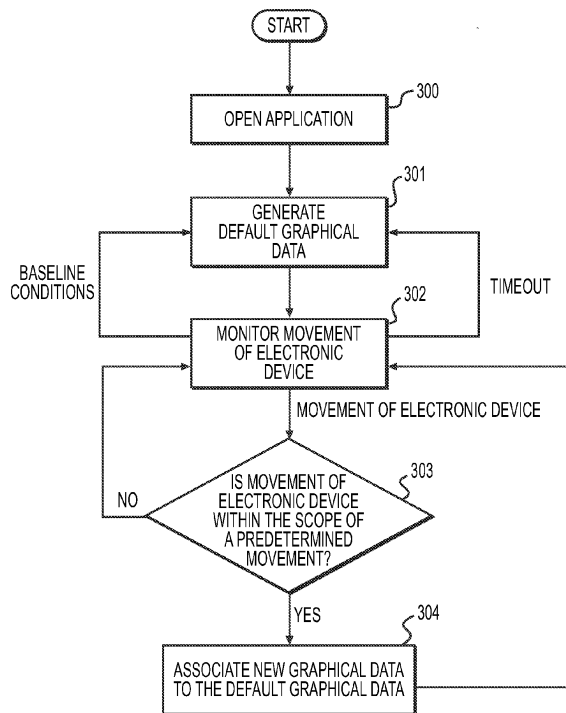 START
300
OPEN APPLICATION
301
GENERATE
DEFAULT GRAPHICAL
DATA
BASELINE
CONDITIONS
TIMEOUT
302
MONITOR MOVEMENT
OF ELECTRONIC
DEVICE
MOVEMENT OF ELECTRONIC DEVICE
303
IS MOVEMENT OF
ELECTRONIC DEVICE
WITHIN THE SCOPE OF
A PREDETERMINED
MOVEMENT?
NO
YES
304
ASSOCIATE NEW GRAPHICAL DATA
TO THE DEFAULT GRAPHICAL DATA